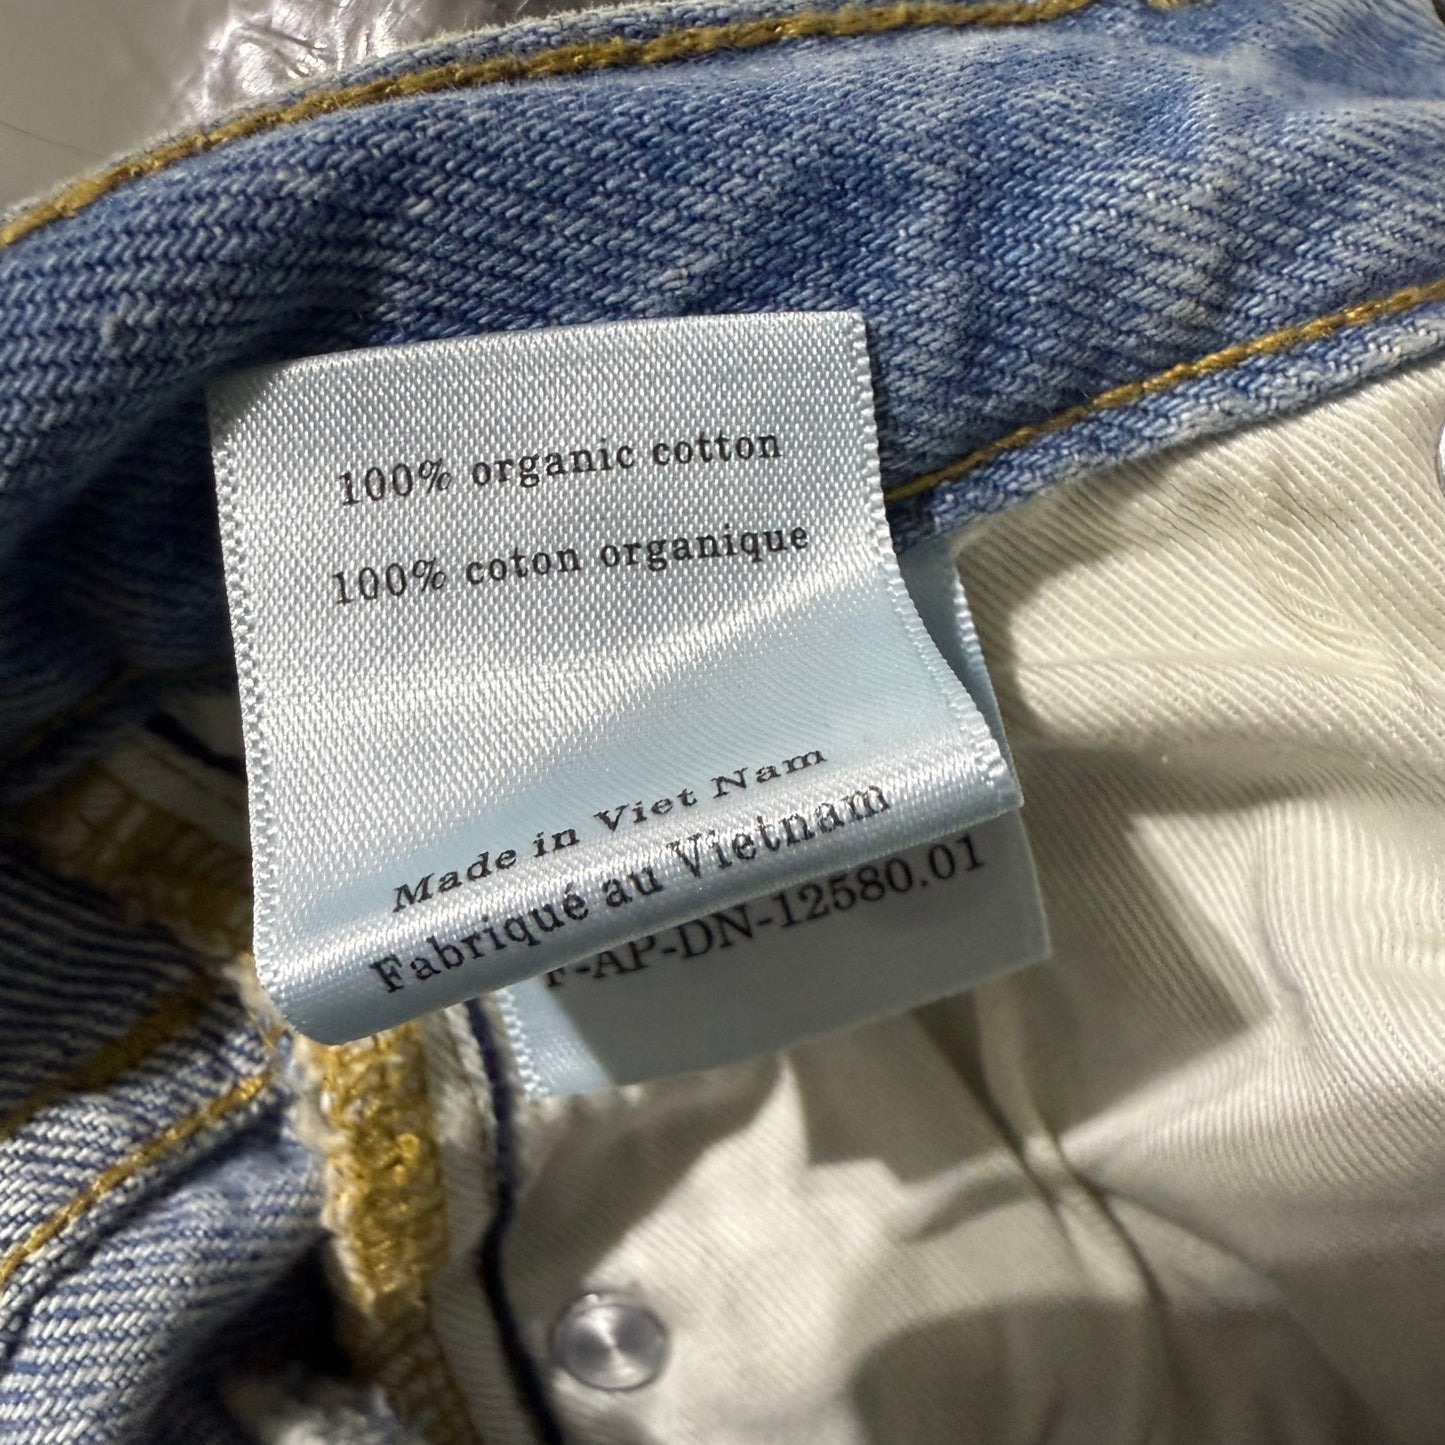 100% organic cotton
100% coton organique
Made in Viet Nam
Fabriqué au Vietnam
F-AP-DN-12580.01